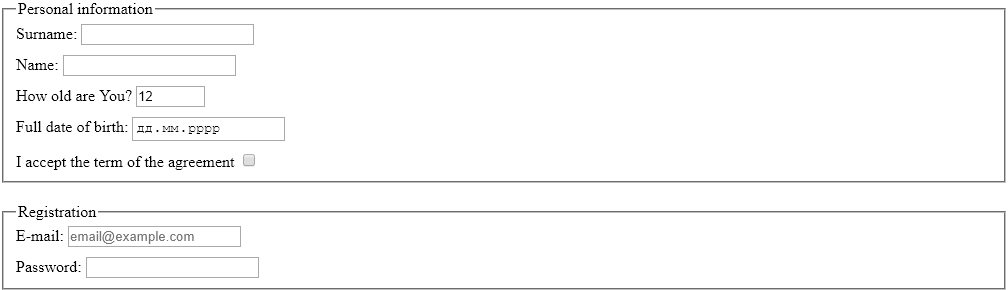 Personal information
Surname:
Name:
How old are You? 12
Full date of birth: дд.мм.рррр
I accept the term of the agreement
Registration
E-mail: email@example.com
Password: